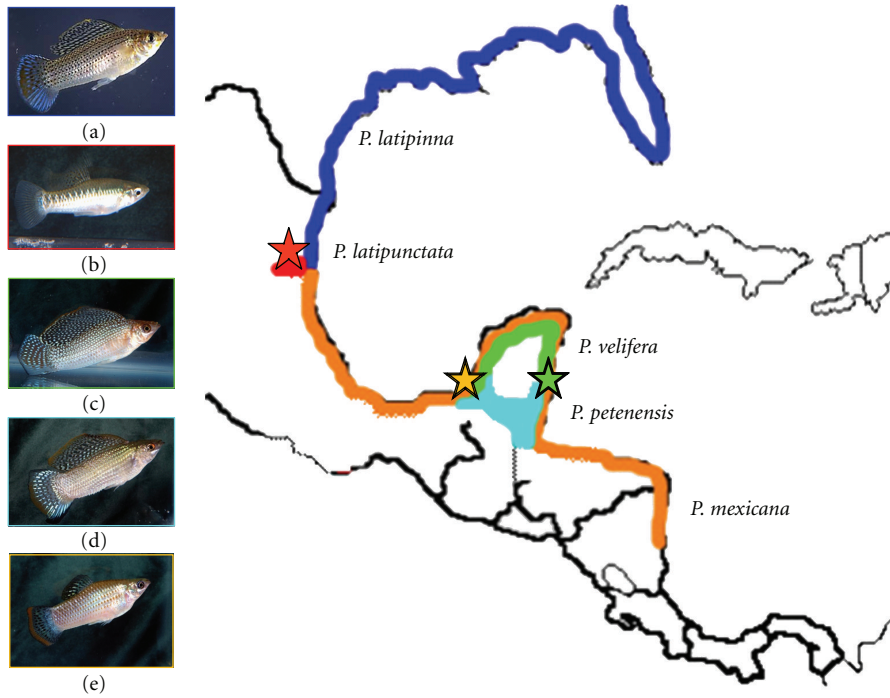 (a)
(b)
(c)
(d)
(e)
P. latipinna
P. latipunctata
P. velifera
P. petenensis
P. mexicana